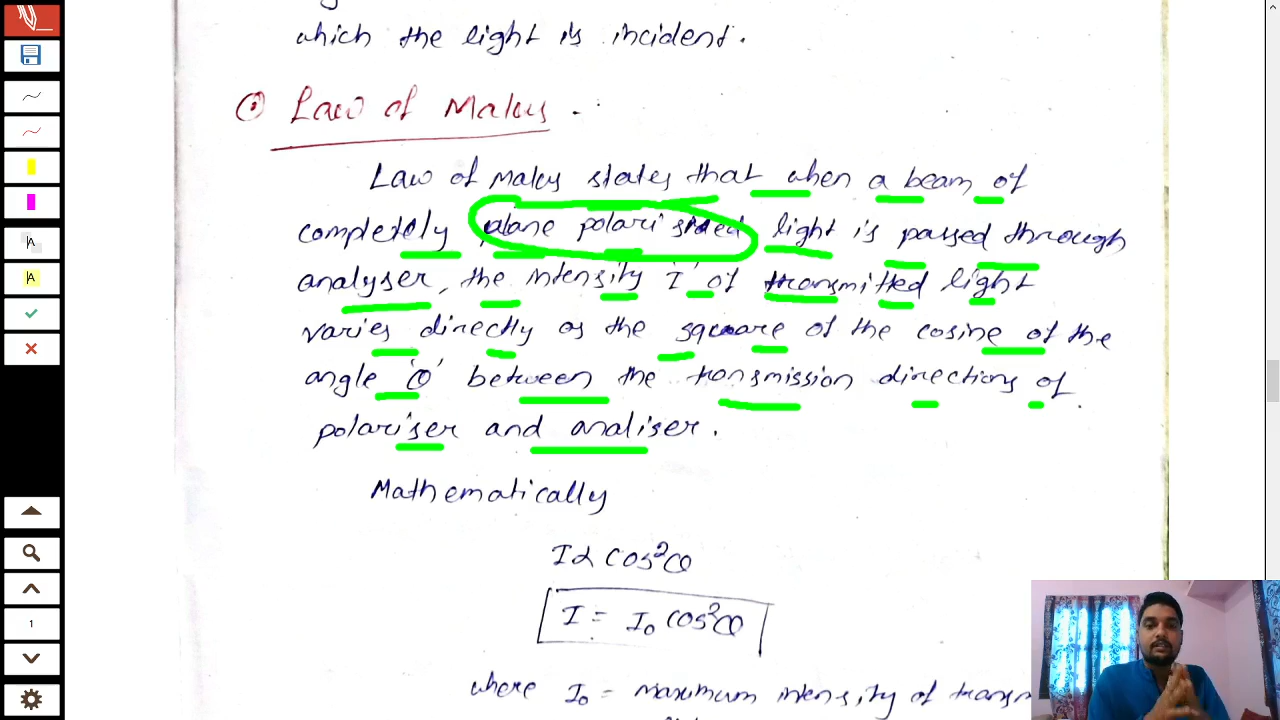 which the light is incident.
Law of Malus.
Law of Malus states that when a beam of
completely plane polarisided light is passed through
analyser, the intensity 'I' of transmitted light
varies directly as the square of the cosine of the
angle 'θ' between the transmission directions of
polariser and analiser.
Mathematically
I α Cos²θ
I = I₀ Cos²θ
where I₀ = maximum intensity of transm
A
A
1